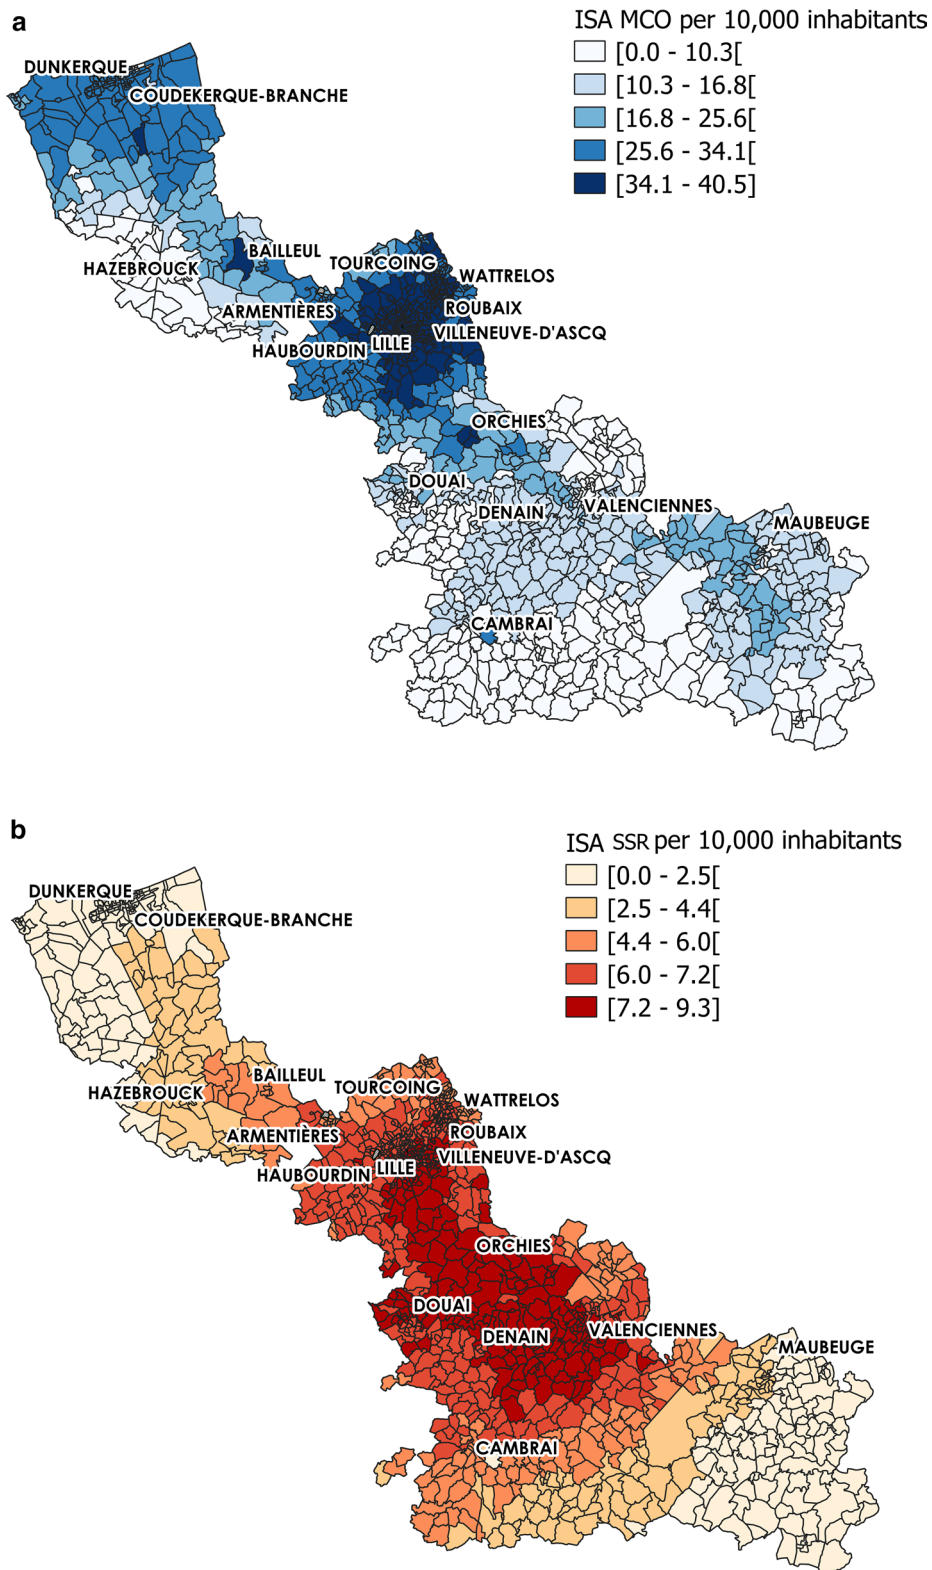 a
ISA MCO per 10,000 inhabitants
[0.0 - 10.3[
[10.3 - 16.8[
[16.8 - 25.6[
[25.6 - 34.1[
[34.1 - 40.5]
DUNKERQUE
COUDEKERQUE-BRANCHE
BAILLEUL
HAZEBROUCK
TOURCOING
WATTRELOS
ARMENTIÈRES
ROUBAIX
VILLENEUVE-D'ASCQ
HAUBOURDIN
LILLE
ORCHIES
DOUAI
DENAIN
VALENCIENNES
MAUBEUGE
CAMBRAI
b
ISA SSR per 10,000 inhabitants
[0.0 - 2.5[
[2.5 - 4.4[
[4.4 - 6.0[
[6.0 - 7.2[
[7.2 - 9.3]
DUNKERQUE
COUDEKERQUE-BRANCHE
BAILLEUL
HAZEBROUCK
TOURCOING
WATTRELOS
ARMENTIÈRES
ROUBAIX
VILLENEUVE-D'ASCQ
HAUBOURDIN
LILLE
ORCHIES
DOUAI
DENAIN
VALENCIENNES
MAUBEUGE
CAMBRAI